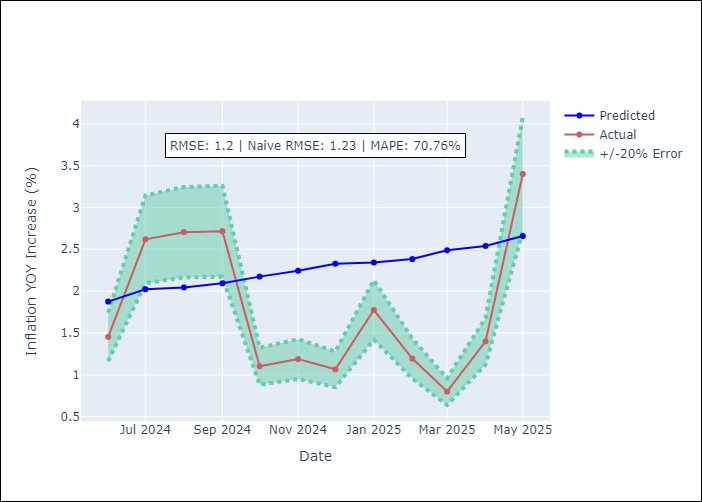 RMSE: 1.2 | Naive RMSE: 1.23 | MAPE: 70.76%
Predicted
Actual
+/-20% Error
Inflation YOY Increase (%)
4
3.5
3
2.5
2
1.5
1
0.5
Jul 2024
Sep 2024
Nov 2024
Jan 2025
Mar 2025
May 2025
Date